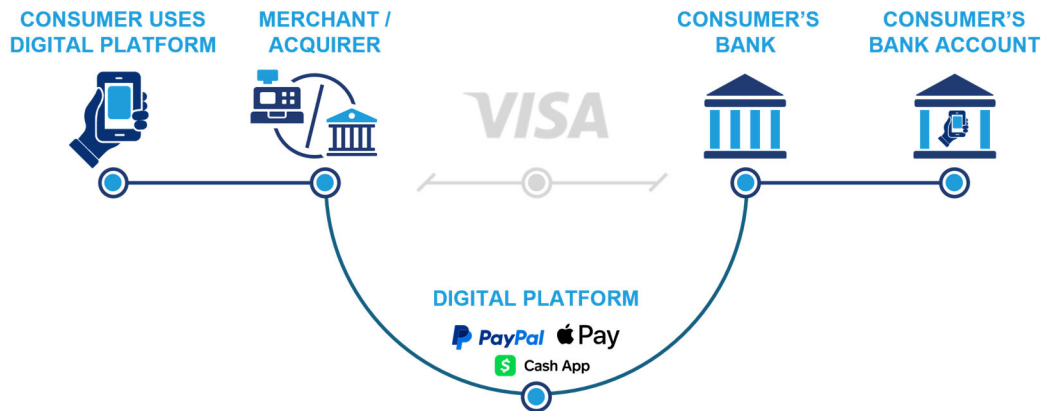 CONSUMER USES
DIGITAL PLATFORM
MERCHANT /
ACQUIRER
VISA
CONSUMER'S
BANK
CONSUMER'S
BANK ACCOUNT
DIGITAL PLATFORM
PayPal
Pay
$ Cash App